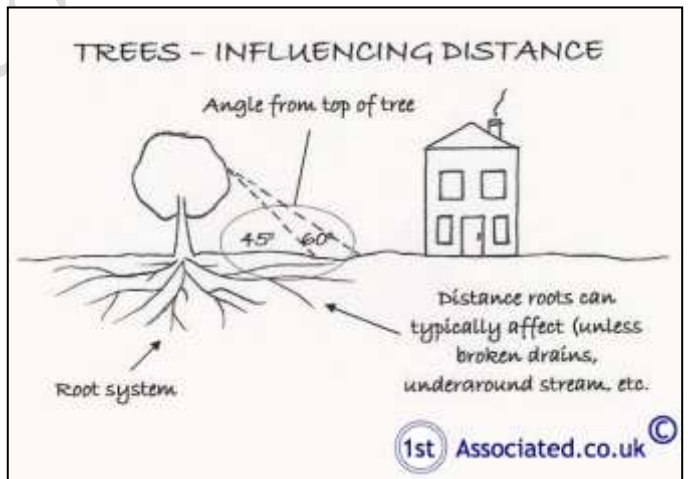 TREES – INFLUENCING DISTANCE
Angle from top of tree
45°
60°
Distance roots can
typically affect (unless
broken drains,
underaround stream, etc.
Root system
1st Associated.co.uk ©